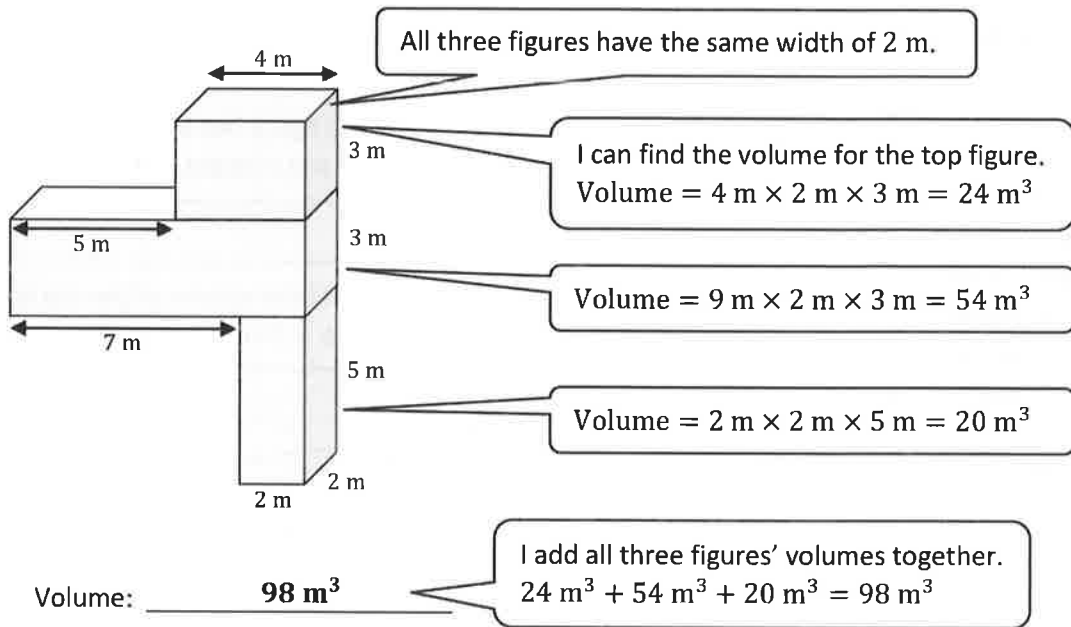 All three figures have the same width of 2 m.
4 m
3 m
I can find the volume for the top figure.
Volume = 4 m × 2 m × 3 m = 24 m³
5 m
3 m
Volume = 9 m × 2 m × 3 m = 54 m³
7 m
5 m
Volume = 2 m × 2 m × 5 m = 20 m³
2 m
2 m
I add all three figures’ volumes together.
24 m³ + 54 m³ + 20 m³ = 98 m³
Volume: 98 m³